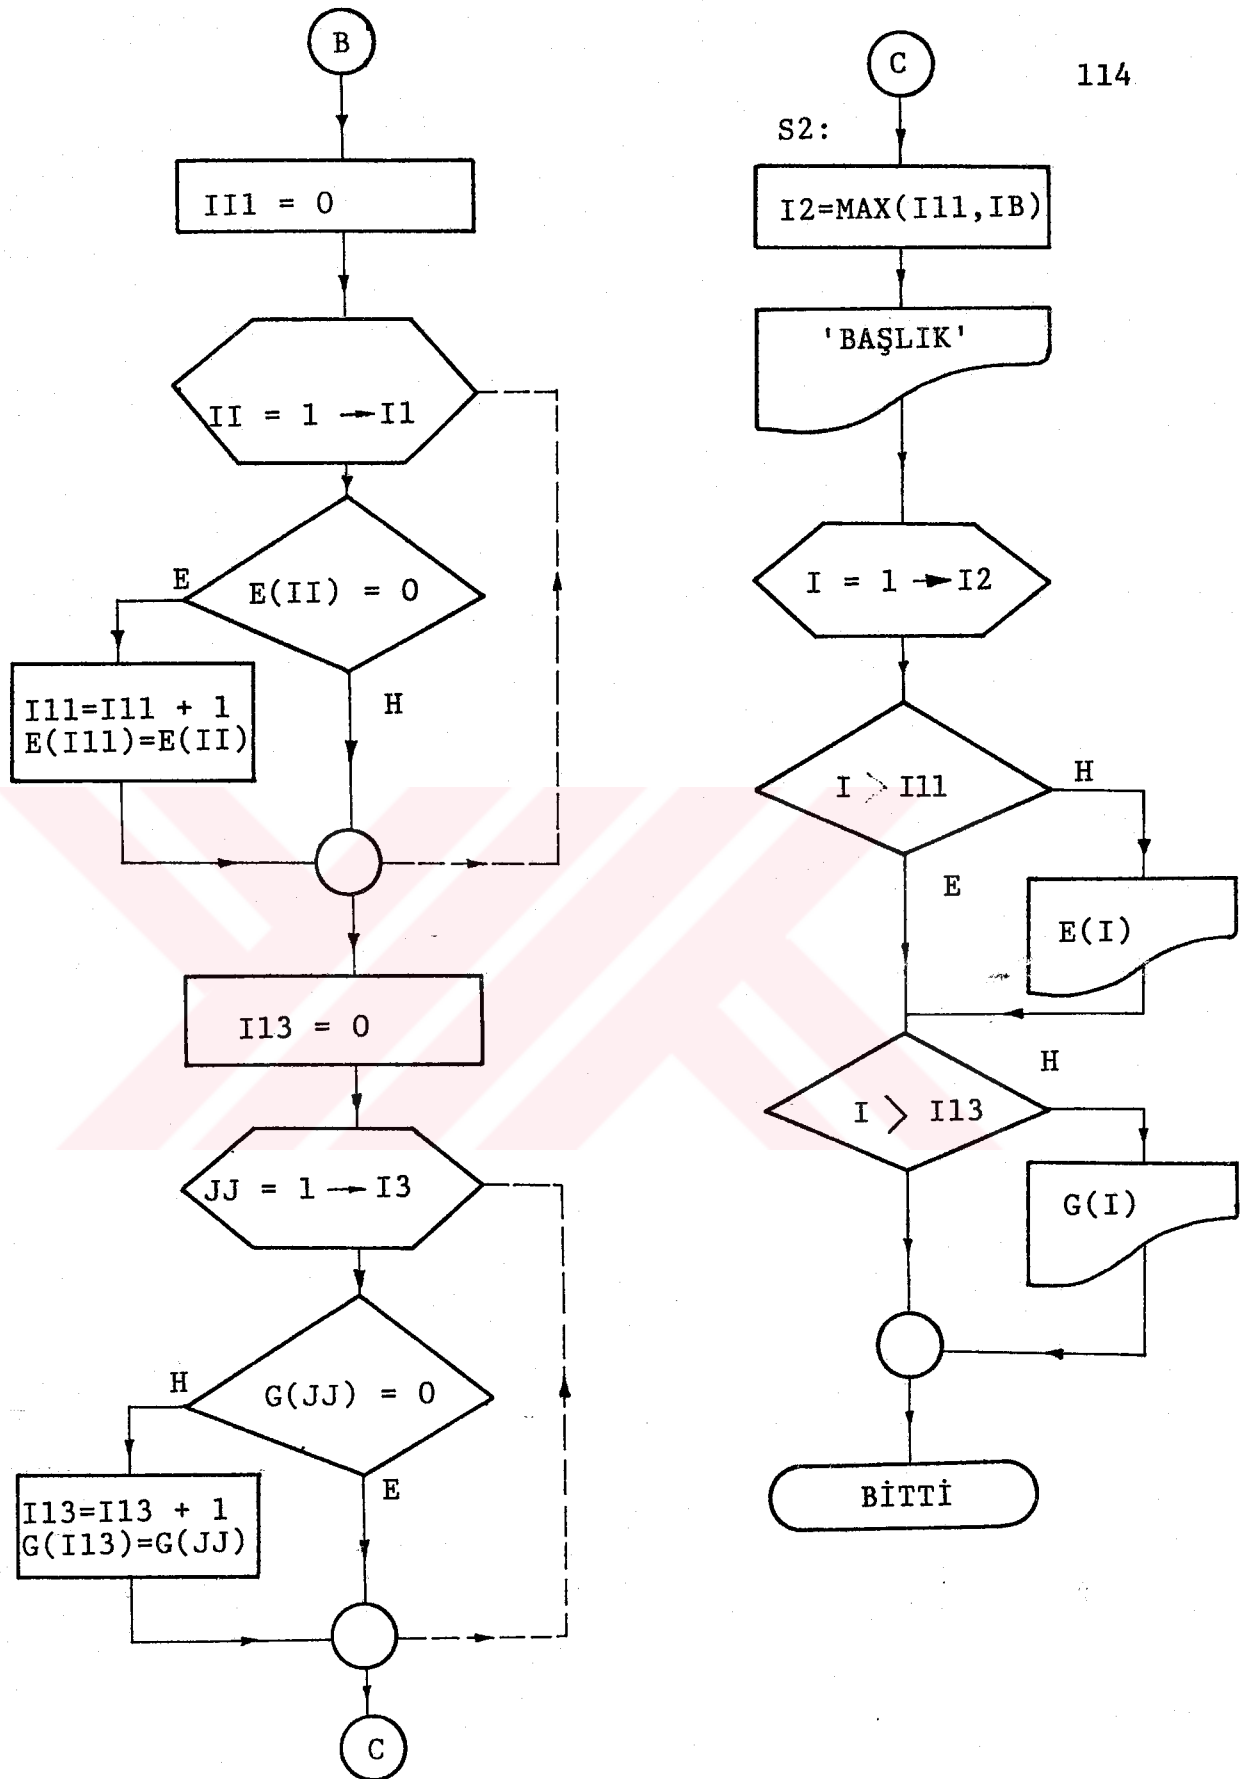 B
II1 = 0
II = 1 → I1
E(II) = 0
E
H
I11=I11 + 1
E(I11)=E(II)
I13 = 0
JJ = 1 → I3
G(JJ) = 0
H
E
I13=I13 + 1
G(I13)=G(JJ)
C
114
C
S2:
I2=MAX(I11,IB)
'BAŞLIK'
I = 1 → I2
I > I11
H
E
E(I)
I > I13
H
G(I)
BİTTİ